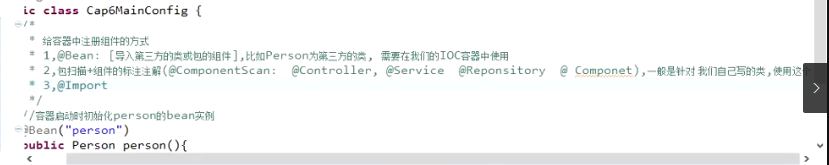 ic class Cap6MainConfig {
/*
* 给容器中注册组件的方式
* 1,@Bean: [导入第三方的类或包的组件],比如Person为第三方的类, 需要在我们的IOC容器中使用
* 2,包扫描+组件的标注注解(@ComponentScan: @Controller, @Service @Reponsitory @ Componet),一般是针对 我们自己写的类,使用这个
* 3,@Import
*/
//容器启动时初始化person的bean实例
@Bean("person")
public Person person(){